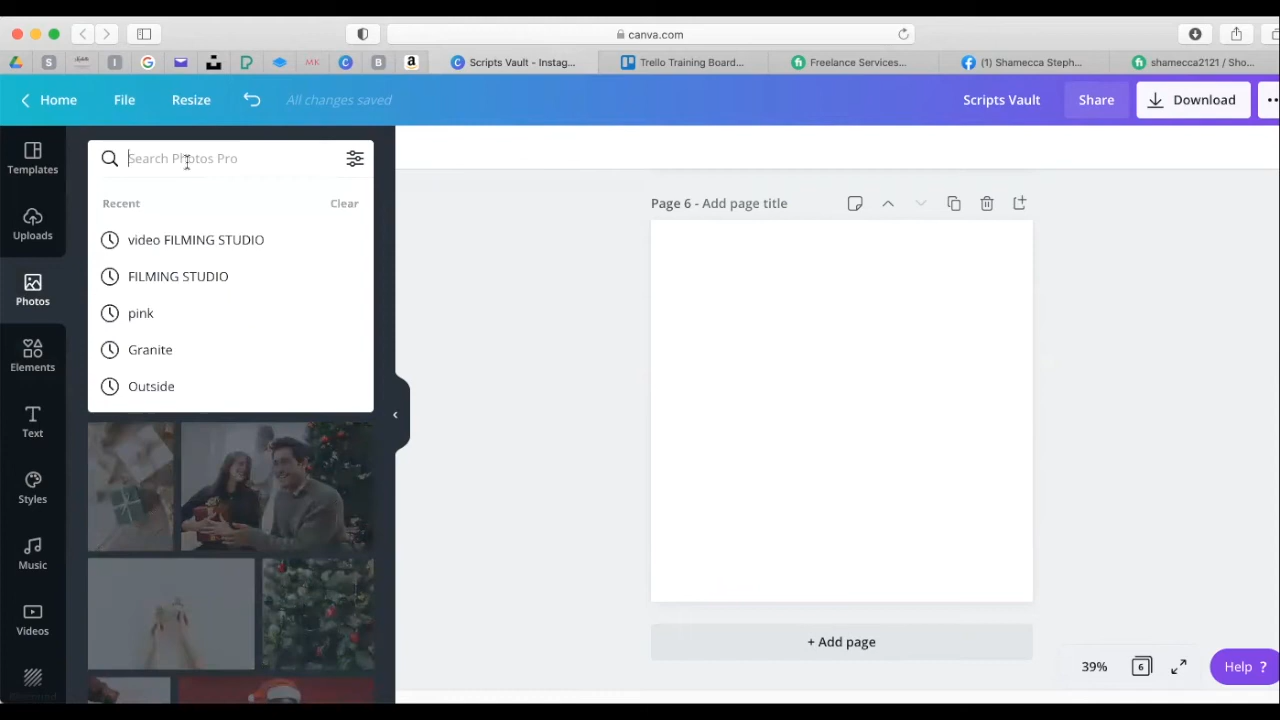 canva.com
S
LEAN
I
G
MK
C
B
a
C Scripts Vault - Instag...
Trello Training Board...
Freelance Services...
(1) Shamecca Steph...
shamecca2121 / Sho...
Home
File
Resize
All changes saved
Scripts Vault
Share
Download
Templates
Uploads
Photos
Elements
Text
Styles
Music
Videos
Search Photos Pro
Recent
Clear
video FILMING STUDIO
FILMING STUDIO
pink
Granite
Outside
Page 6 - Add page title
+ Add page
39%
6
Help ?